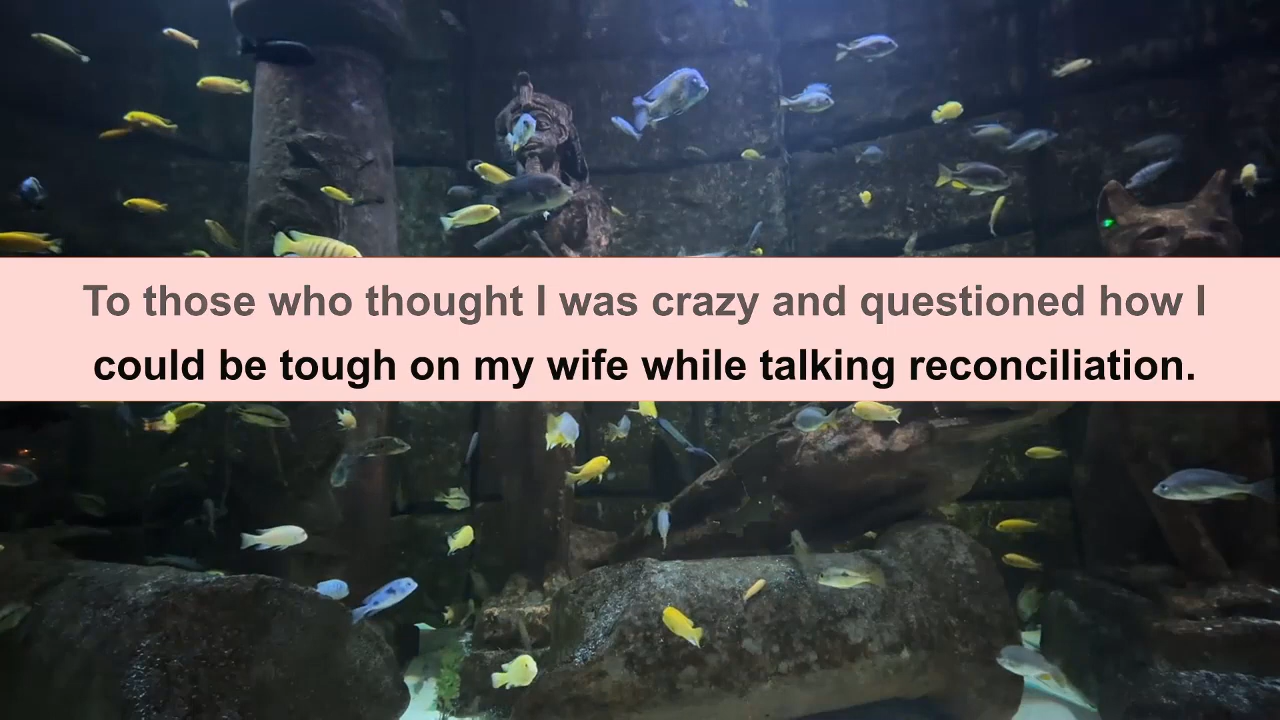 To those who thought I was crazy and questioned how I
could be tough on my wife while talking reconciliation.